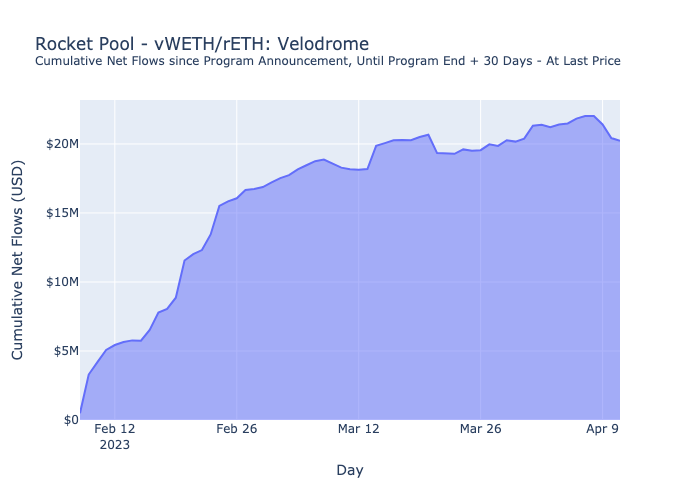 Rocket Pool - vWETH/rETH: Velodrome
Cumulative Net Flows since Program Announcement, Until Program End + 30 Days - At Last Price
Cumulative Net Flows (USD)
$20M
$15M
$10M
$5M
$0
Feb 12
2023
Feb 26
Mar 12
Mar 26
Apr 9
Day